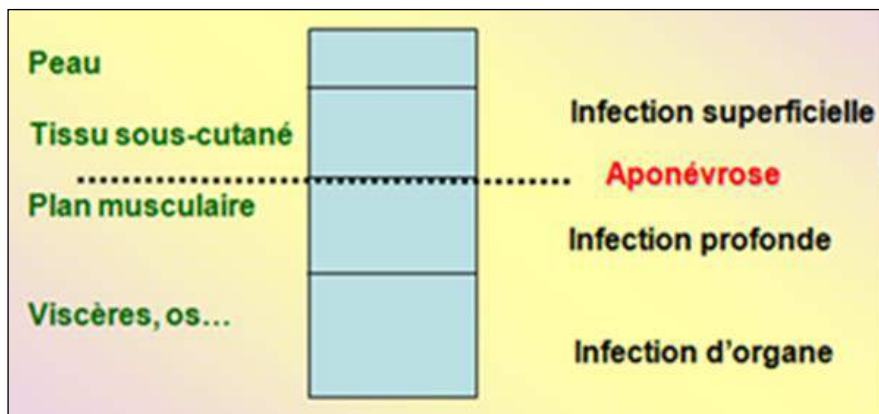 Peau
Infection superficielle
Tissu sous-cutané
Aponévrose
Plan musculaire
Infection profonde
Viscères, os…
Infection d'organe